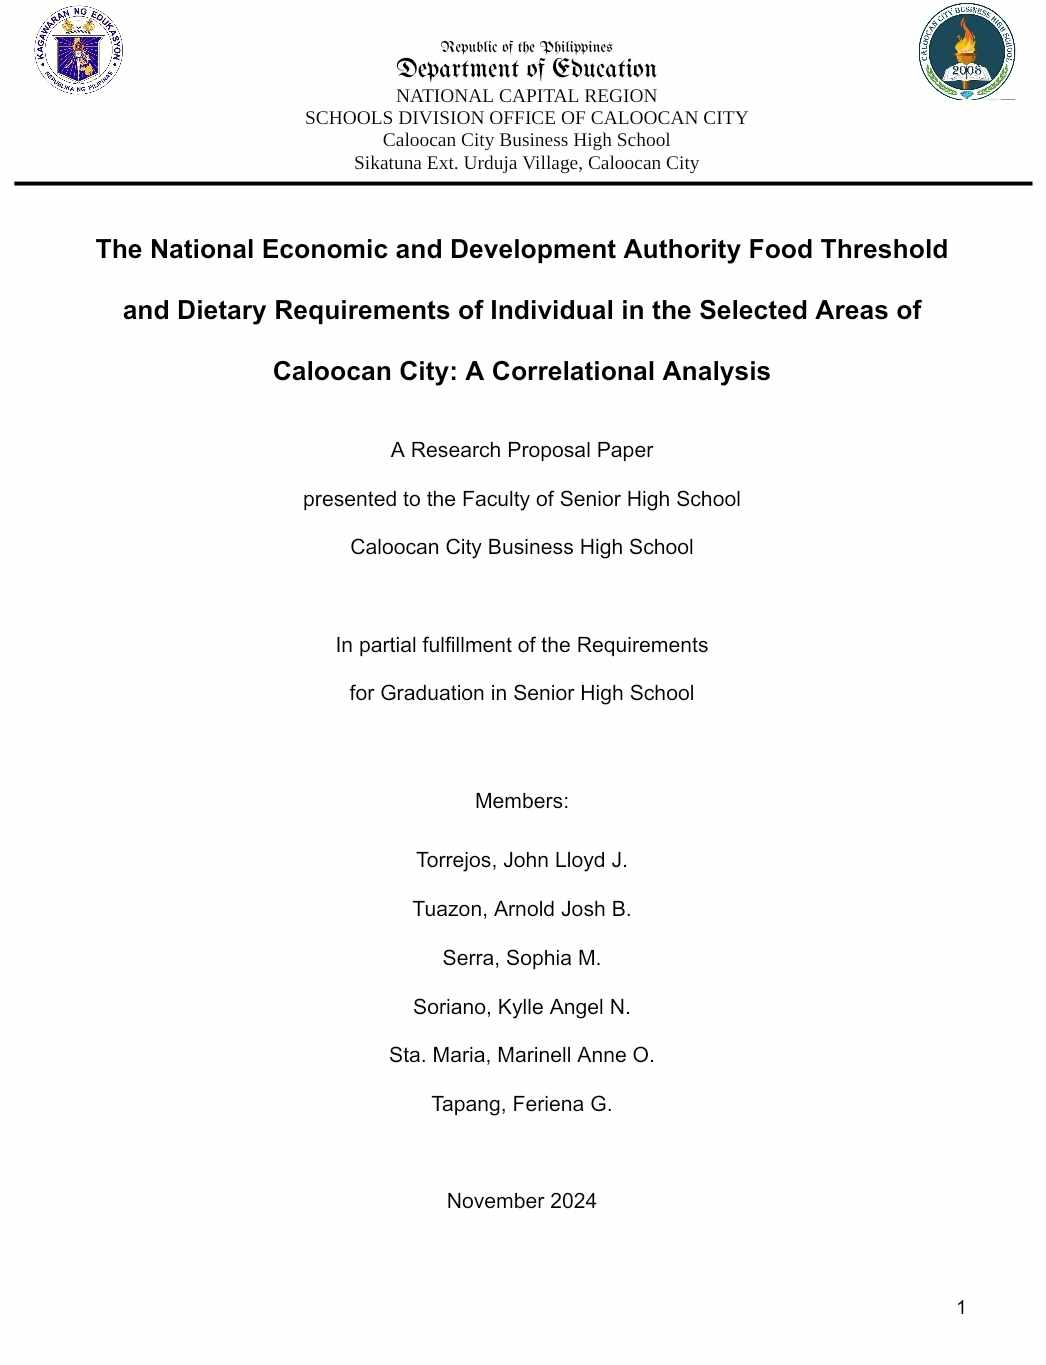 KAGAWARAN NG EDUKASYON
REPUBLIKA NG PILIPINAS
CALOOCAN CITY BUSINESS HIGH SCHOOL
2008
Republic of the Philippines
Department of Education
NATIONAL CAPITAL REGION
SCHOOLS DIVISION OFFICE OF CALOOCAN CITY
Caloocan City Business High School
Sikatuna Ext. Urduja Village, Caloocan City
The National Economic and Development Authority Food Threshold
and Dietary Requirements of Individual in the Selected Areas of
Caloocan City: A Correlational Analysis
A Research Proposal Paper
presented to the Faculty of Senior High School
Caloocan City Business High School
In partial fulfillment of the Requirements
for Graduation in Senior High School
Members:
Torrejos, John Lloyd J.
Tuazon, Arnold Josh B.
Serra, Sophia M.
Soriano, Kylle Angel N.
Sta. Maria, Marinell Anne O.
Tapang, Feriena G.
November 2024
1